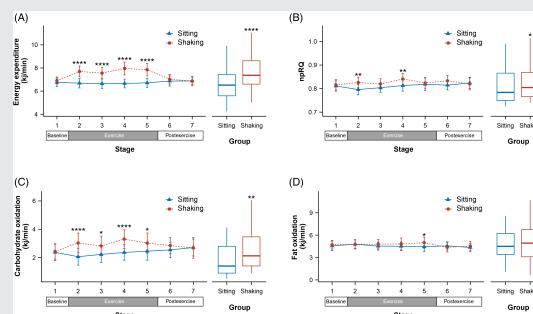 (A)
Sitting
Shaking
Energy expenditure
(kj/min)
10
8
6
4
**** **** **** ****
****
1 2 3 4 5 6 7
Baseline Exercise Postexercise
Stage
Sitting Shaking
Group
(B)
Sitting
Shaking
npRQ
1.0
0.9
0.8
0.7
** **
*
1 2 3 4 5 6 7
Baseline Exercise Postexercise
Stage
Sitting Shaking
Group
(C)
Sitting
Shaking
Carbohydrate oxidation
(kj/min)
6
4
2
**** * **** *
**
1 2 3 4 5 6 7
Baseline Exercise Postexercise
Stage
Sitting Shaking
Group
(D)
Sitting
Shaking
Fat oxidation
(kj/min)
9
6
3
0
*
1 2 3 4 5 6 7
Baseline Exercise Postexercise
Stage
Sitting Shaking
Group